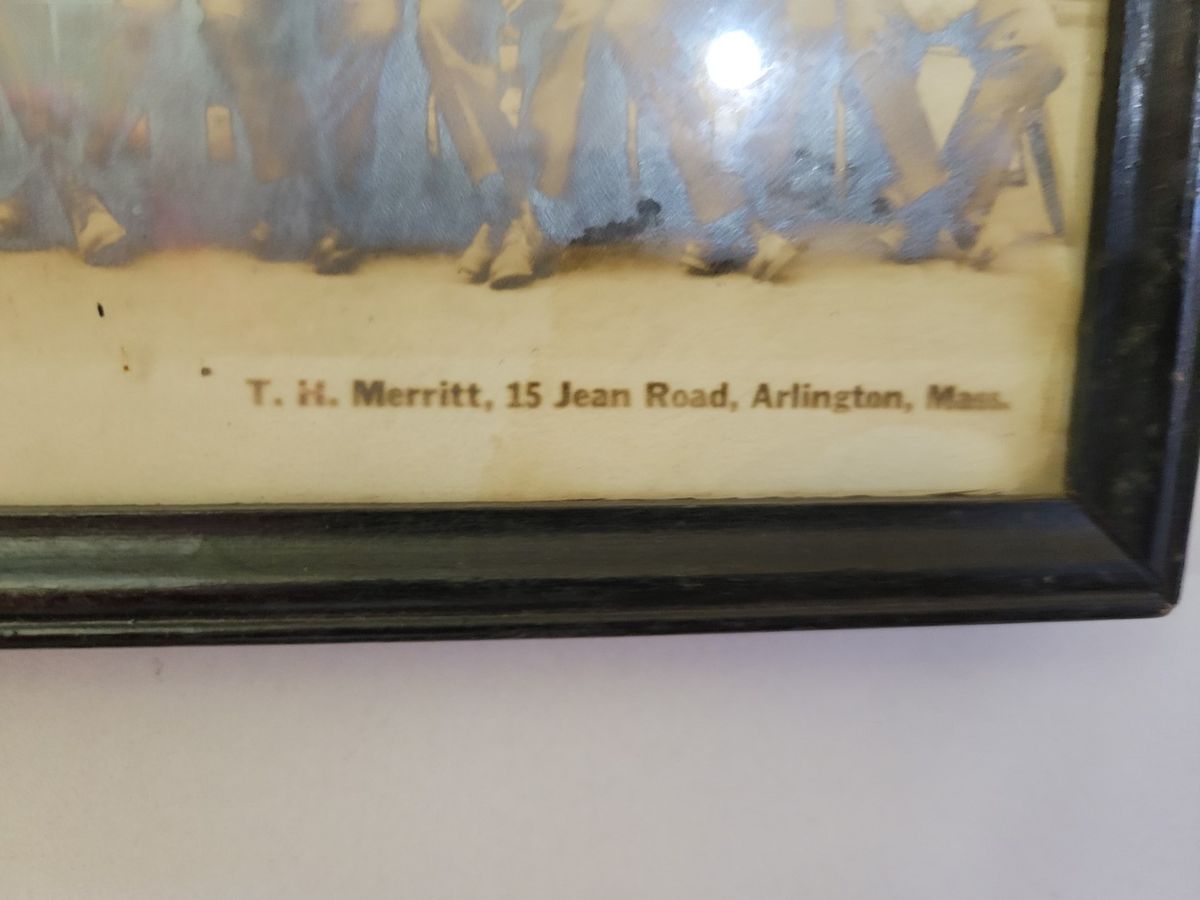 T. H. Merritt, 15 Jean Road, Arlington, Mass.